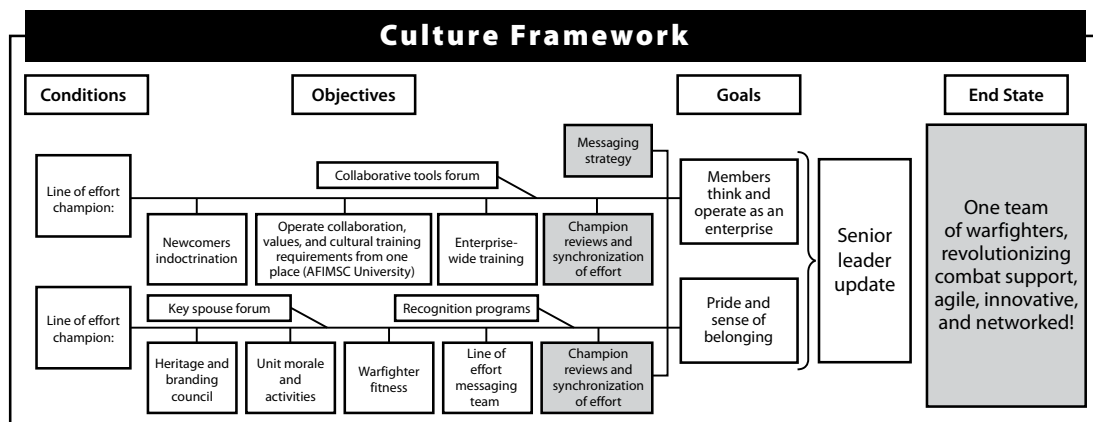 Culture Framework
Conditions
Objectives
Goals
End State
Messaging
strategy
Collaborative tools forum
Line of effort
champion:
Newcomers
indoctrination
Operate collaboration,
values, and cultural training
requirements from one
place (AFIMSC University)
Enterprise-
wide training
Champion
reviews and
synchronization
of effort
Members
think and
operate as an
enterprise
Key spouse forum
Recognition programs
Line of effort
champion:
Heritage and
branding
council
Unit morale
and
activities
Warfighter
fitness
Line of
effort
messaging
team
Champion
reviews and
synchronization
of effort
Pride and
sense of
belonging
Senior
leader
update
One team
of warfighters,
revolutionizing
combat support,
agile, innovative,
and networked!